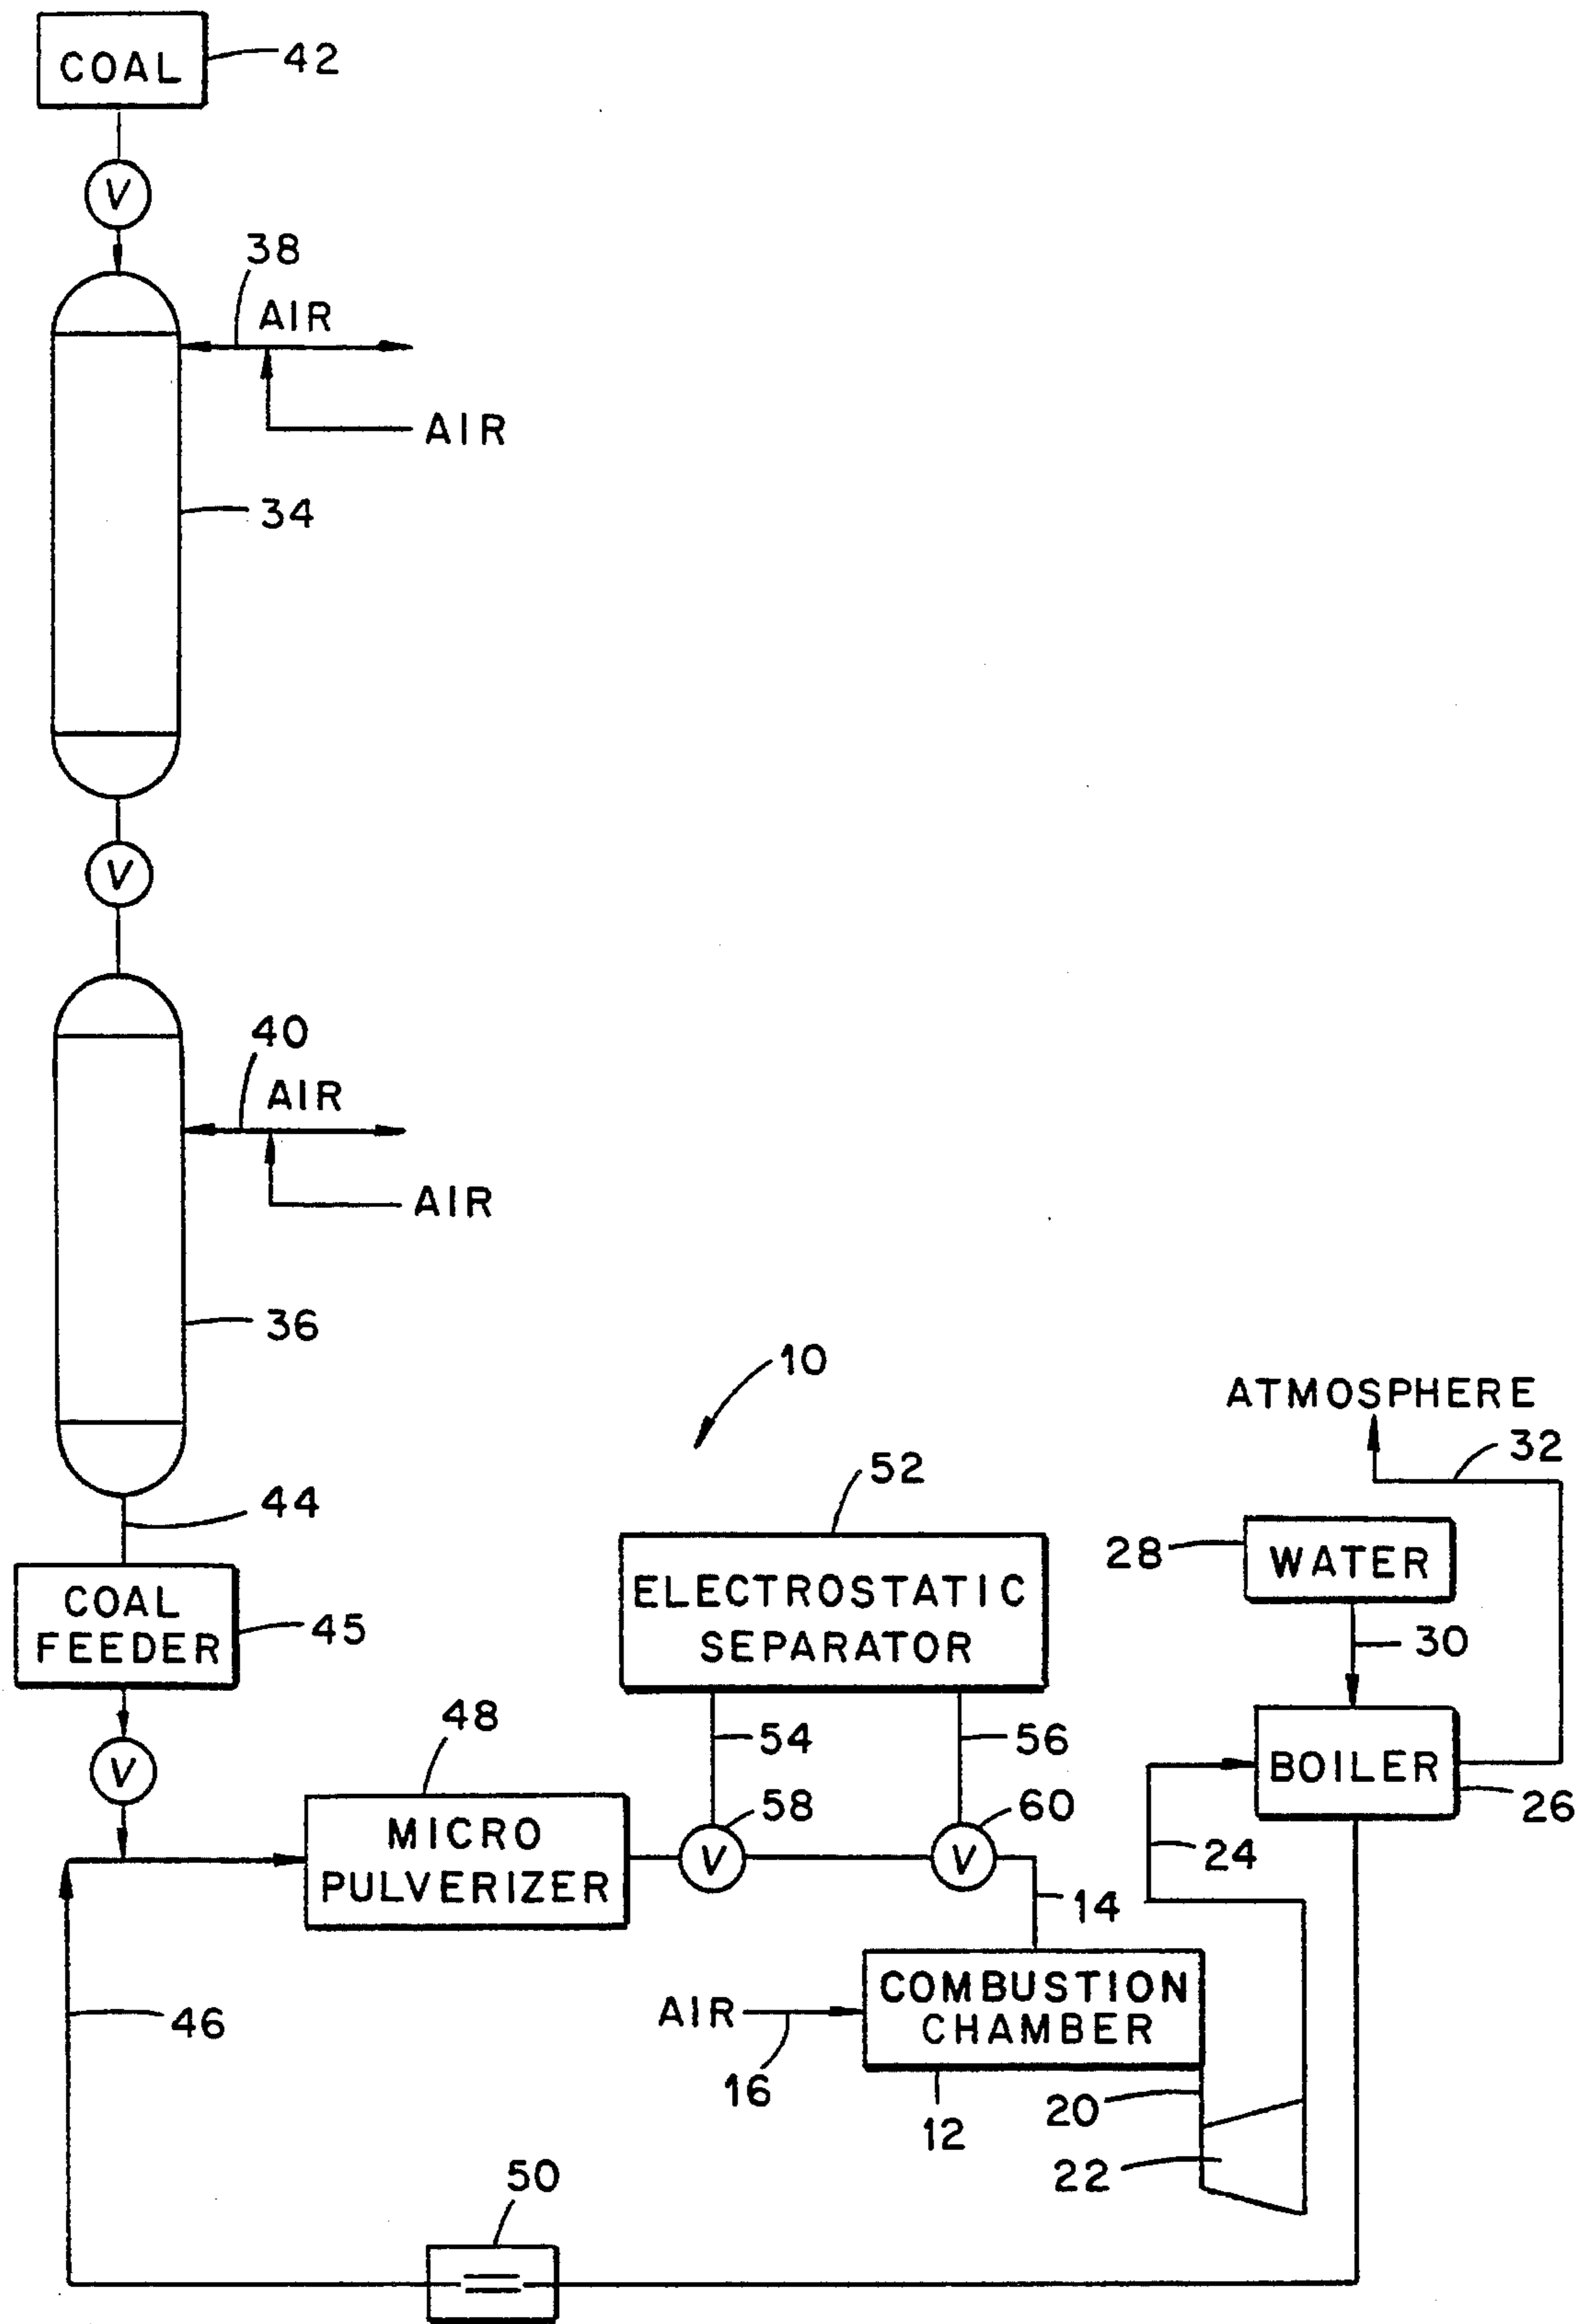 COAL
42
V
38
AIR
AIR
34
V
40
AIR
AIR
36
10
ATMOSPHERE
32
44
52
28
WATER
ELECTROSTATIC
SEPARATOR
COAL
FEEDER
45
30
48
54
56
BOILER
26
V
58
60
MICRO
PULVERIZER
V
V
24
14
COMBUSTION
CHAMBER
AIR
46
16
12
20
22
50